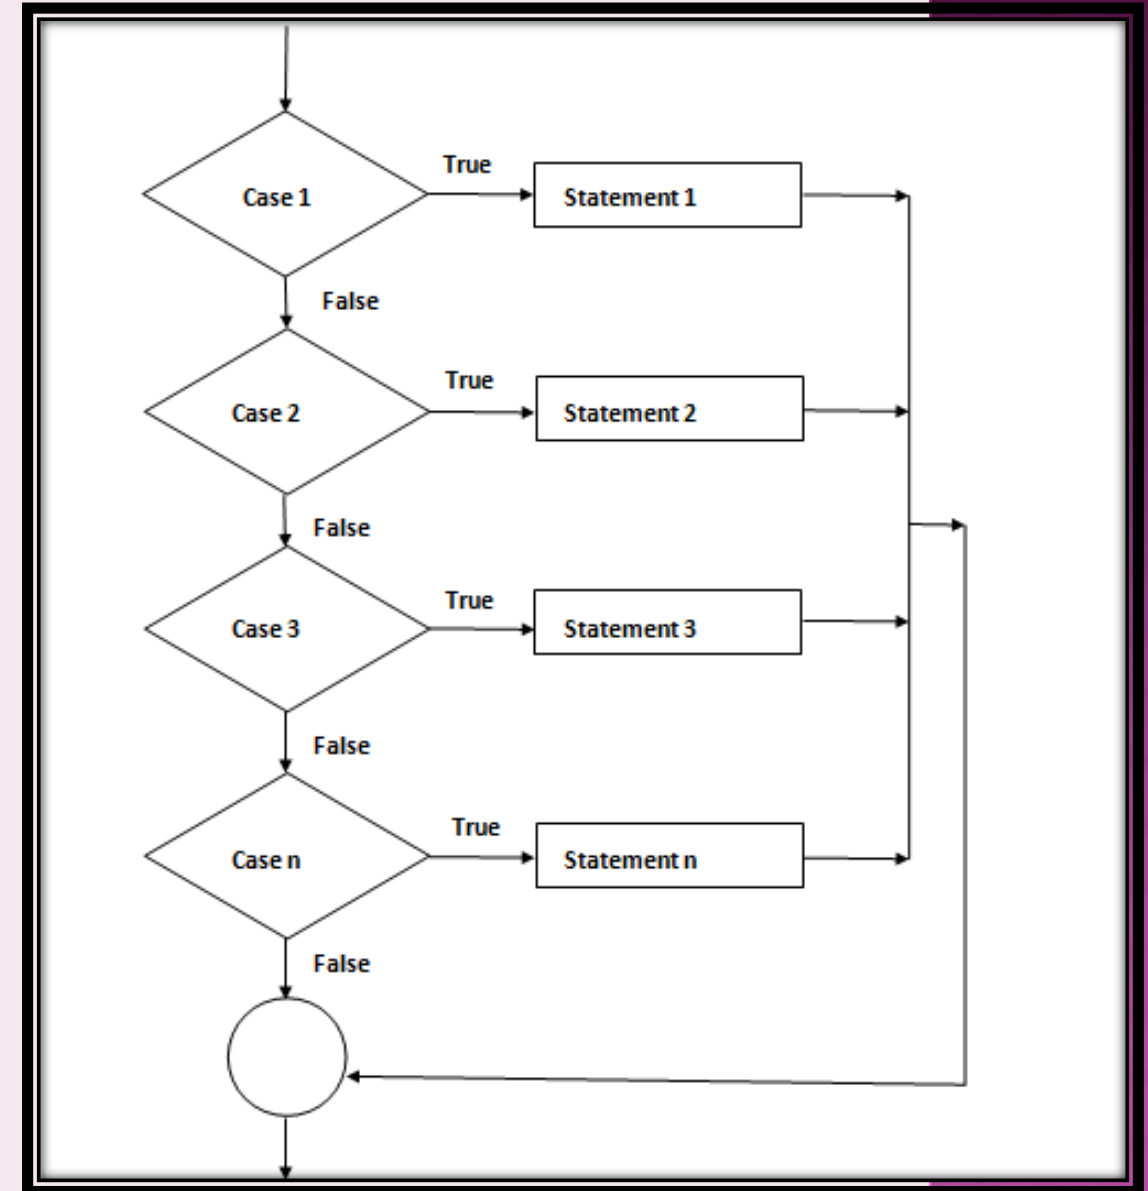 True
Case 1
Statement 1
False
True
Case 2
Statement 2
False
True
Case 3
Statement 3
False
True
Case n
Statement n
False